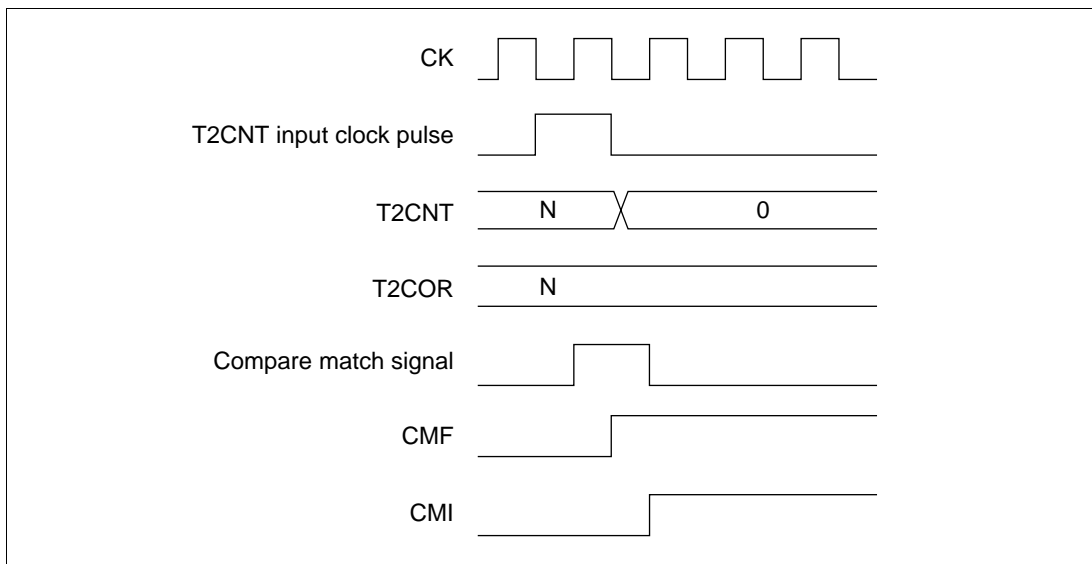 CK
T2CNT input clock pulse
T2CNT
N
0
T2COR
N
Compare match signal
CMF
CMI